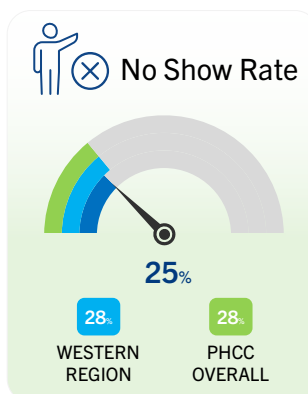 No Show Rate
25%
28% 28%
WESTERN PHCC
REGION OVERALL